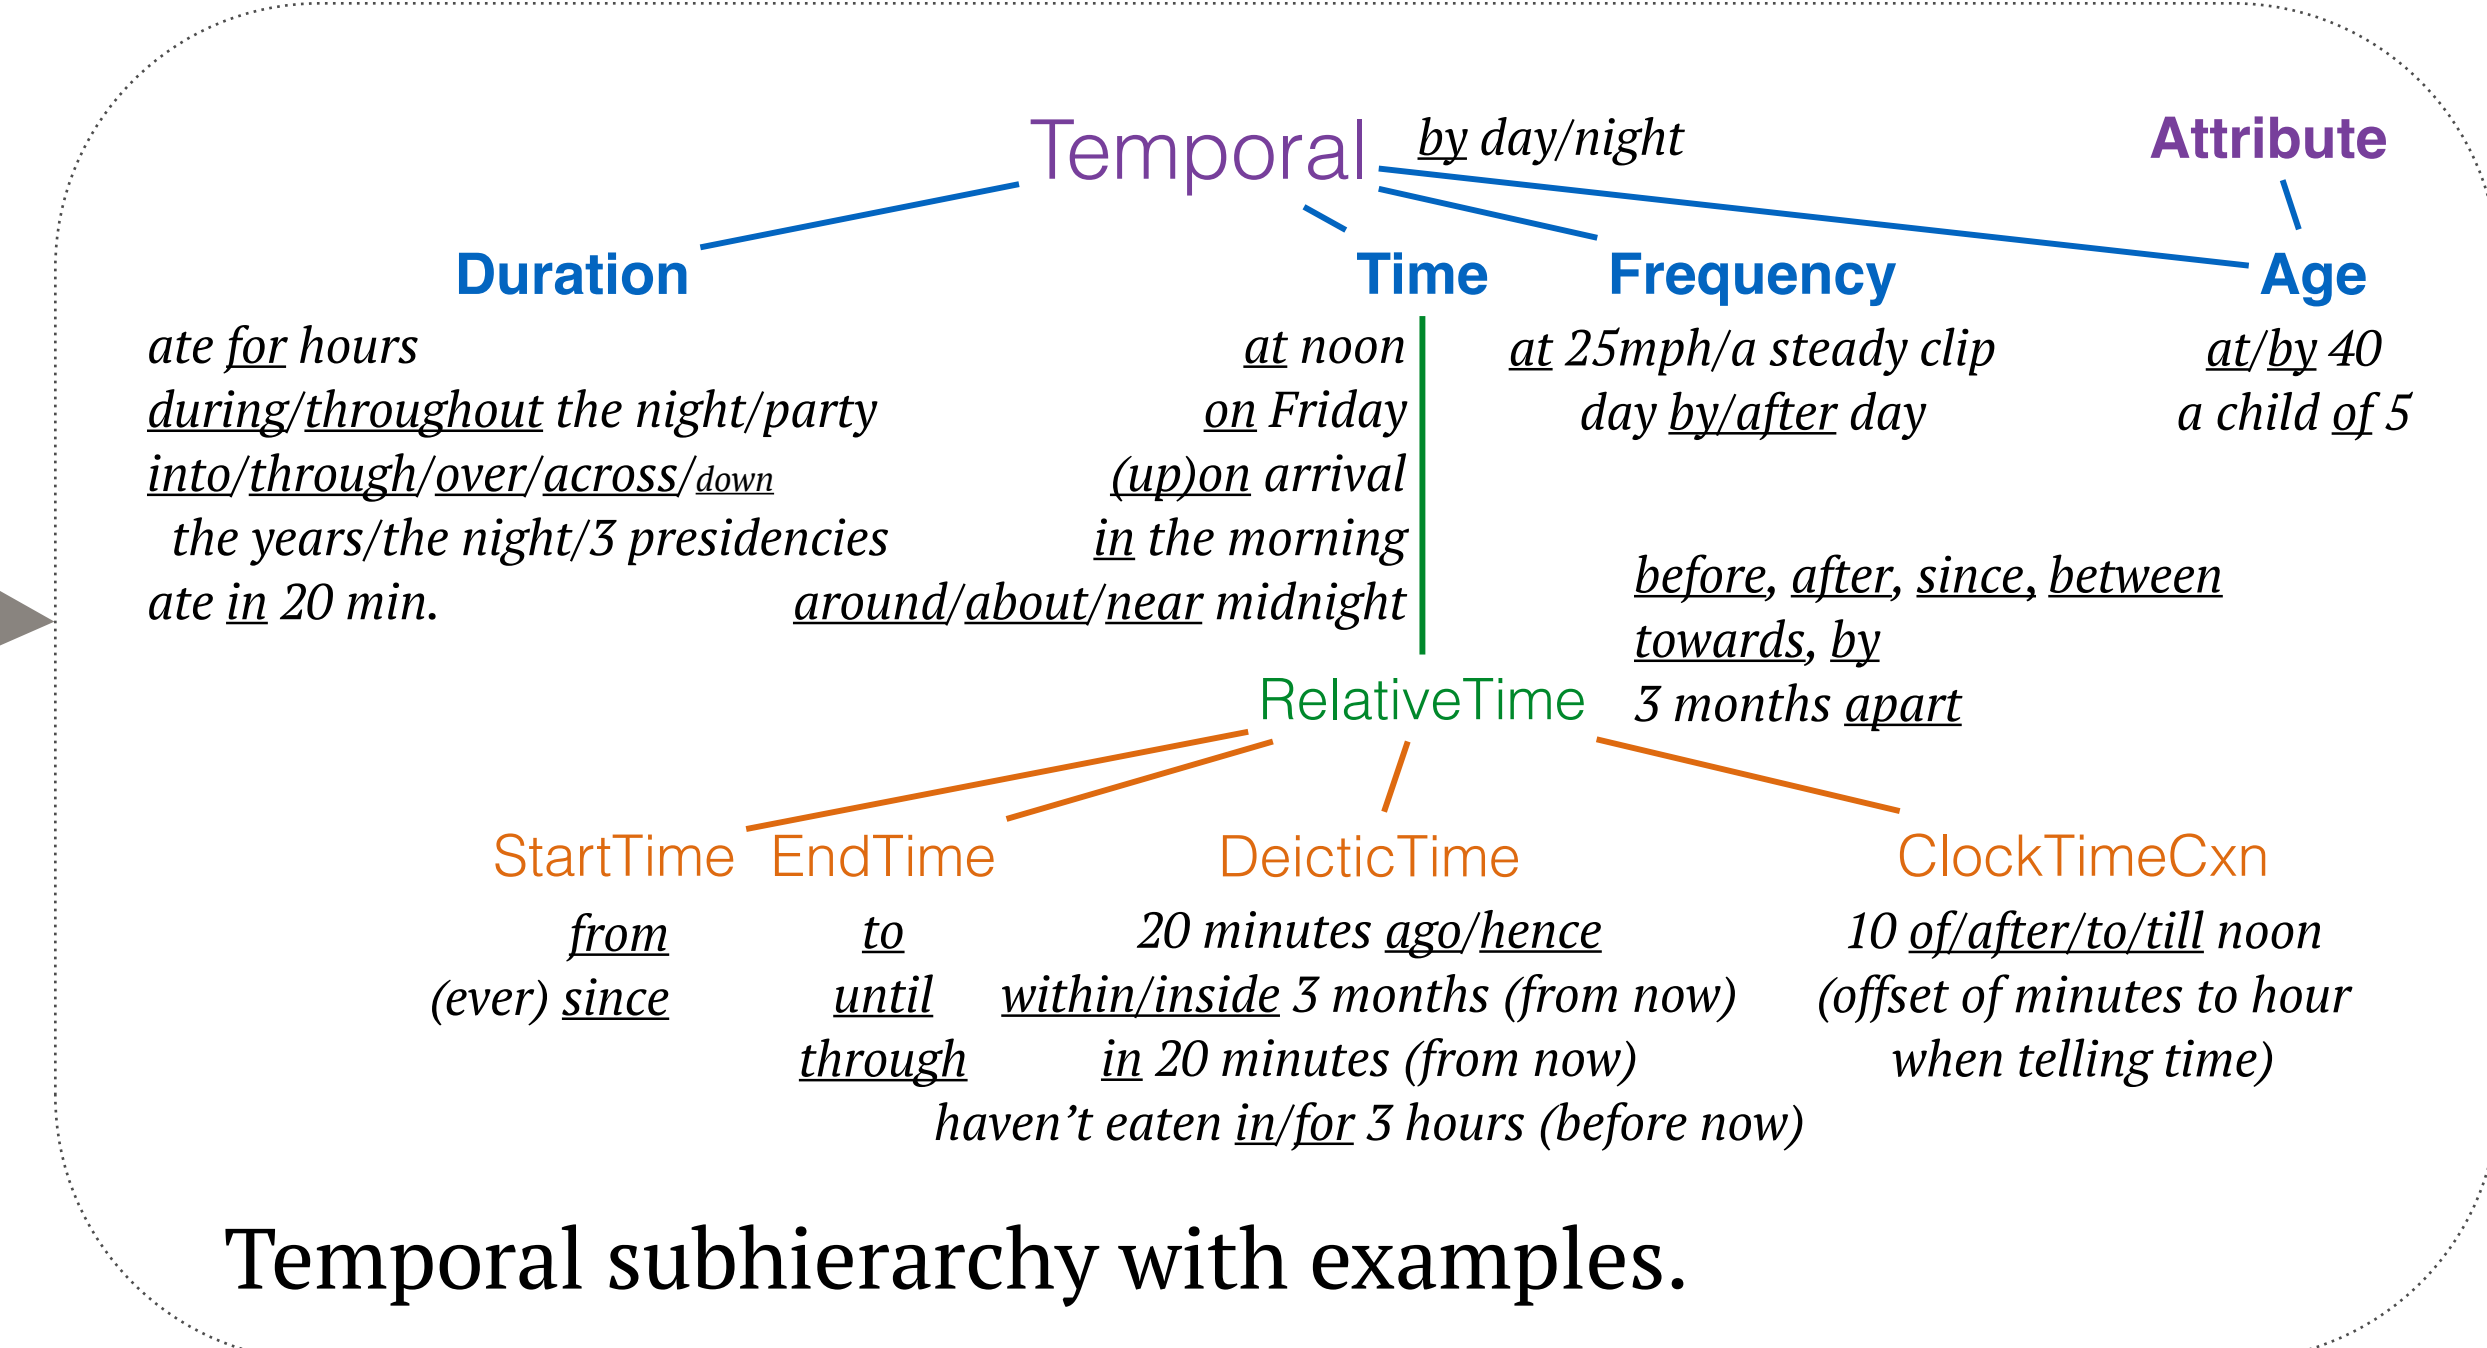 Temporal by day/night Attribute
Duration Time Frequency Age
ate for hours
during/throughout the night/party
into/through/over/across/down
the years/the night/3 presidencies
ate in 20 min.
at noon
on Friday
(up)on arrival
in the morning
around/about/near midnight
at 25mph/a steady clip
day by/after day
at/by 40
a child of 5
RelativeTime
before, after, since, between
towards, by
3 months apart
StartTime EndTime DeicticTime ClockTimeCxn
from
(ever) since
to
until
through
20 minutes ago/hence
within/inside 3 months (from now)
in 20 minutes (from now)
haven't eaten in/for 3 hours (before now)
10 of/after/to/till noon
(offset of minutes to hour
when telling time)
Temporal subhierarchy with examples.